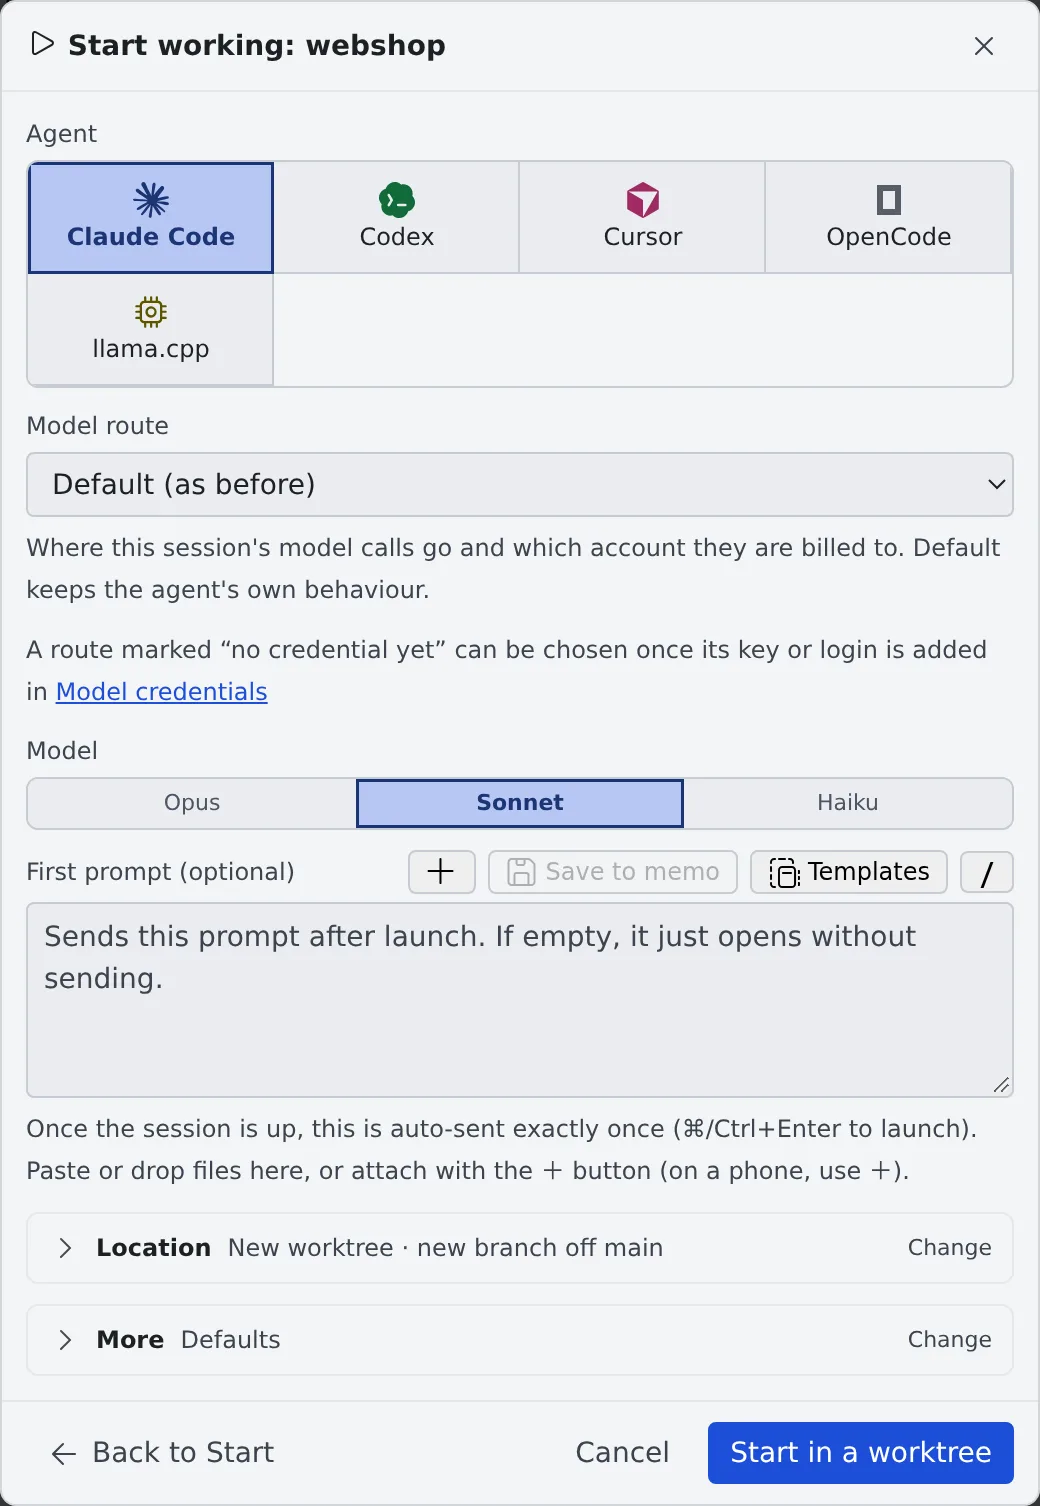 Start working: webshop
Agent
Claude Code
Codex
Cursor
OpenCode
llama.cpp
Model route
Default (as before)
Where this session's model calls go and which account they are billed to. Default
keeps the agent's own behaviour.
A route marked “no credential yet” can be chosen once its key or login is added
in Model credentials
Model
Opus
Sonnet
Haiku
First prompt (optional)
+
Save to memo
Templates
/
Sends this prompt after launch. If empty, it just opens without
sending.
Once the session is up, this is auto-sent exactly once (⌘/Ctrl+Enter to launch).
Paste or drop files here, or attach with the + button (on a phone, use +).
Location New worktree · new branch off main
Change
More Defaults
Change
Back to Start
Cancel
Start in a worktree